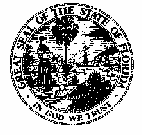 GREAT SEAL OF THE STATE OF FLORIDA
IN GOD WE TRUST